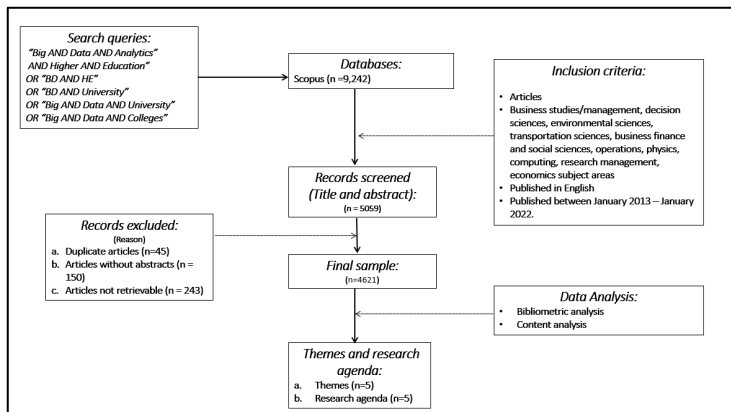 Search queries:
"Big AND Data AND Analytics"
AND Higher AND Education"
OR "BD AND HE"
OR "BD AND University"
OR "Big AND Data AND University"
OR "Big AND Data AND Colleges"
Databases:
Scopus (n =9,242)
Inclusion criteria:
• Articles
• Business studies/management, decision
sciences, environmental sciences,
transportation sciences, business finance
and social sciences, operations, physics,
computing, research management,
economics subject areas
• Published in English
• Published between January 2013 – January
2022.
Records screened
(Title and abstract):
(n = 5059)
Records excluded:
(Reason)
a. Duplicate articles (n=45)
b. Articles without abstracts (n =
150)
c. Articles not retrievable (n = 243)
Final sample:
(n=4621)
Data Analysis:
• Bibliometric analysis
• Content analysis
Themes and research
agenda:
a. Themes (n=5)
b. Research agenda (n=5)